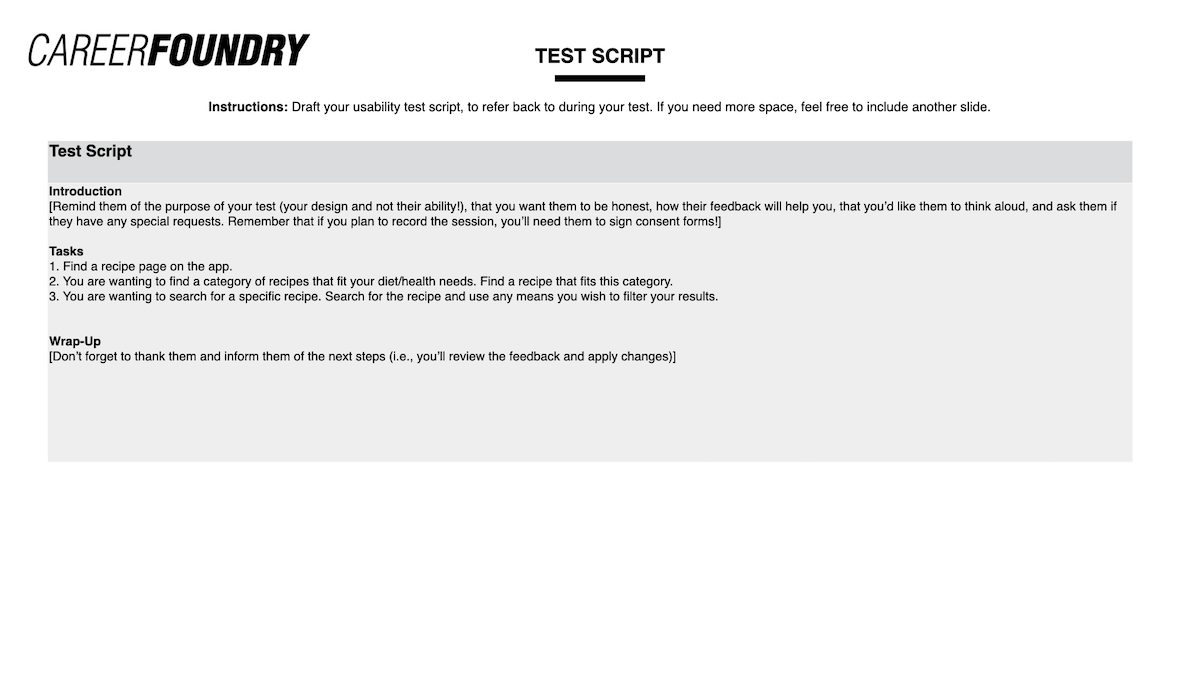 CAREERFOUNDRY
TEST SCRIPT
Instructions: Draft your usability test script, to refer back to during your test. If you need more space, feel free to include another slide.
Test Script
Introduction
[Remind them of the purpose of your test (your design and not their ability!), that you want them to be honest, how their feedback will help you, that you’d like them to think aloud, and ask them if
they have any special requests. Remember that if you plan to record the session, you’ll need them to sign consent forms!]
Tasks
1. Find a recipe page on the app.
2. You are wanting to find a category of recipes that fit your diet/health needs. Find a recipe that fits this category.
3. You are wanting to search for a specific recipe. Search for the recipe and use any means you wish to filter your results.
Wrap-Up
[Don’t forget to thank them and inform them of the next steps (i.e., you’ll review the feedback and apply changes)]